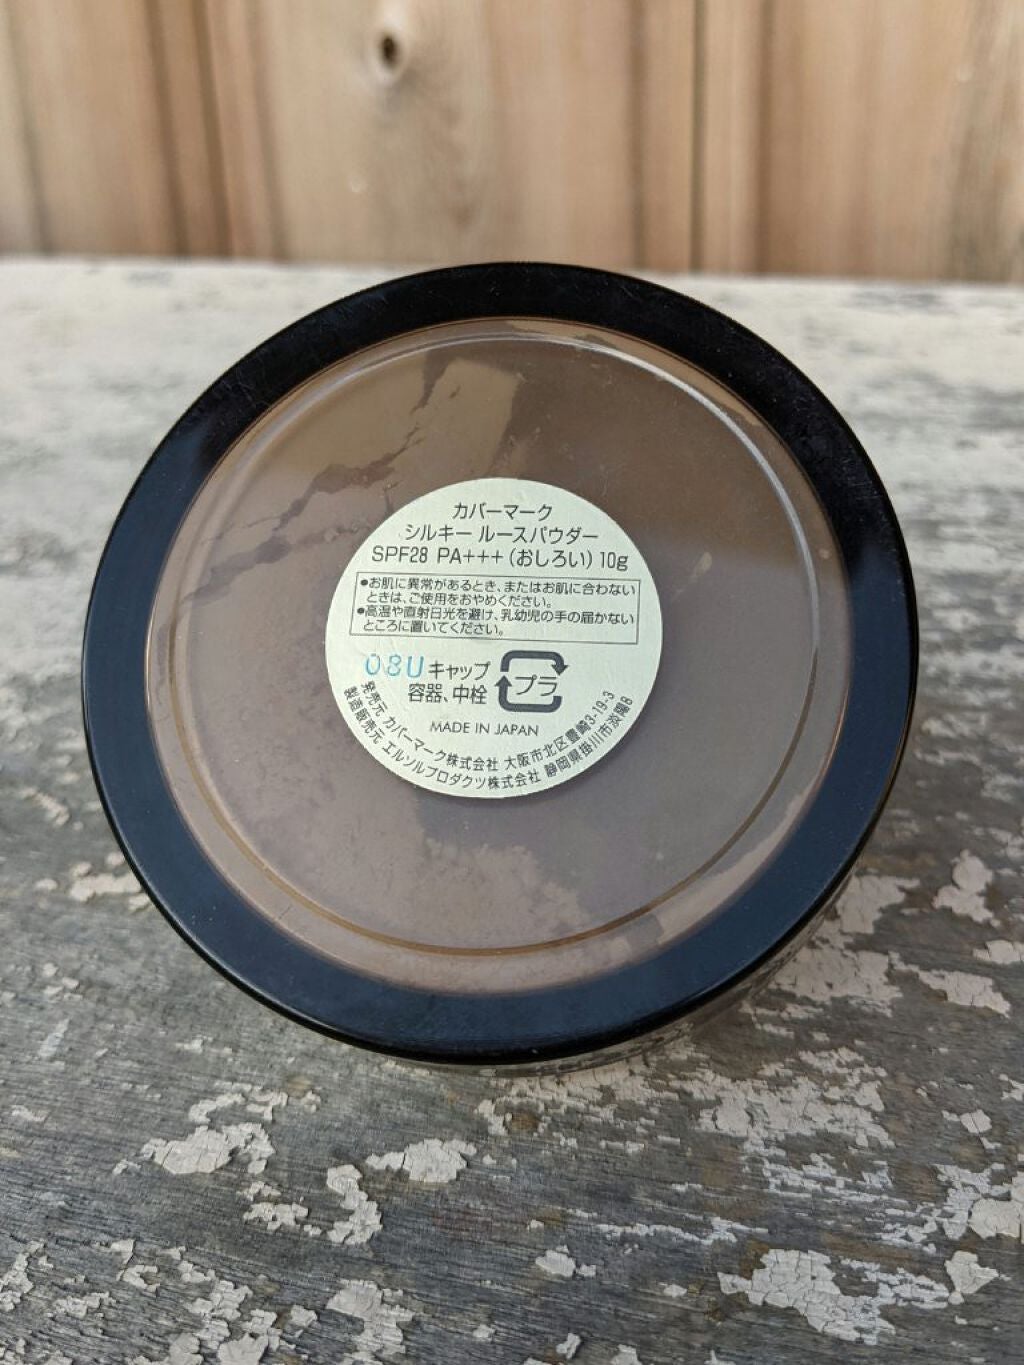 カバーマーク
シルキー ルースパウダー
SPF28 PA+++ (おしろい) 10g
●お肌に異常があるとき、またはお肌に合わない
ときは、ご使用をおやめください。
●高温や直射日光を避け、乳幼児の手の届かない
ところに置いてください。
08U キャップ
容器、中栓
プラ
MADE IN JAPAN
発売元 カバーマーク株式会社 大阪市北区豊崎3-19-3
製造販売元 エルソルプロダクツ株式会社 静岡県掛川市淡陽8